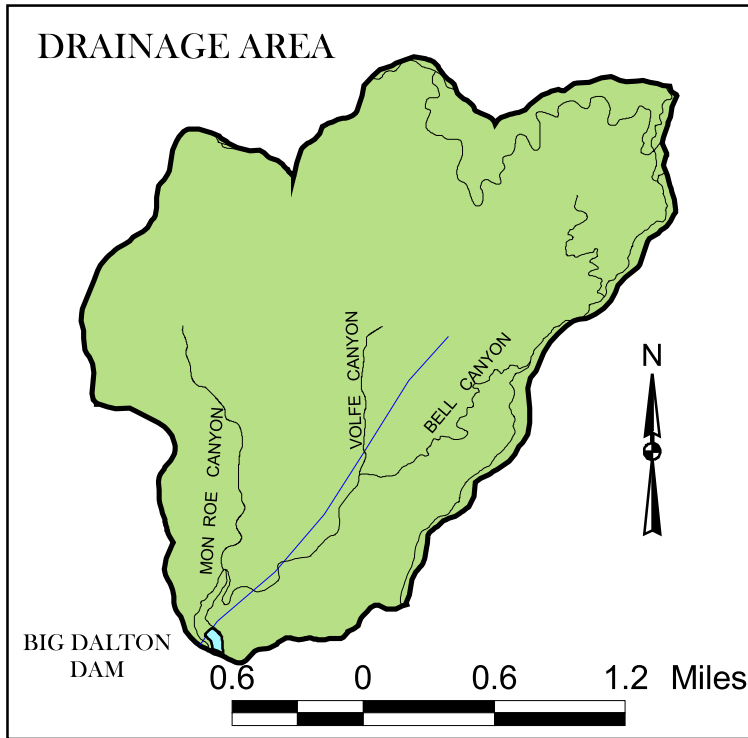 DRAINAGE AREA
N
VOLFE CANYON
BELL CANYON
MON ROE CANYON
BIG DALTON
DAM
0.6 0 0.6 1.2 Miles